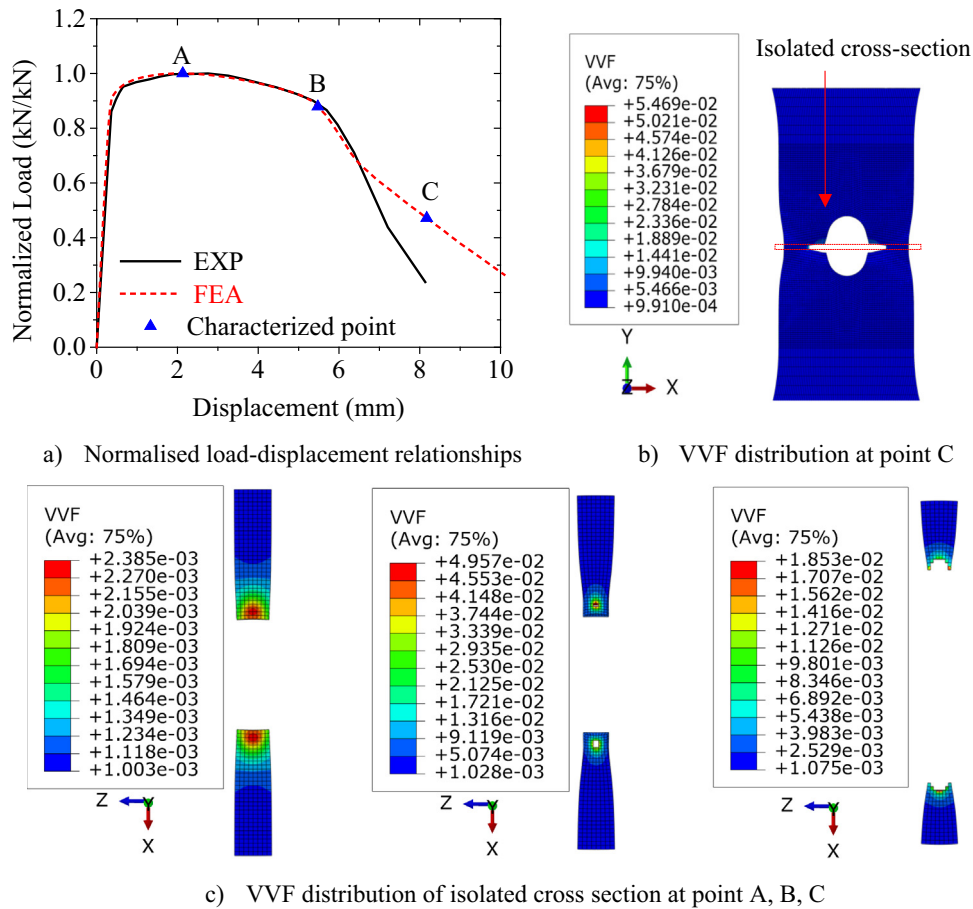 1.2
1.0
0.8
0.6
0.4
0.2
0.0
Normalized Load (kN/kN)
A
B
C
EXP
FEA
Characterized point
0 2 4 6 8 10
Displacement (mm)
a) Normalised load-displacement relationships
Isolated cross-section
VVF
(Avg: 75%)
+5.469e-02
+5.021e-02
+4.574e-02
+4.126e-02
+3.679e-02
+3.231e-02
+2.784e-02
+2.336e-02
+1.889e-02
+1.441e-02
+9.940e-03
+5.466e-03
+9.910e-04
Y
Z X
b) VVF distribution at point C
VVF
(Avg: 75%)
+2.385e-03
+2.270e-03
+2.155e-03
+2.039e-03
+1.924e-03
+1.809e-03
+1.694e-03
+1.579e-03
+1.464e-03
+1.349e-03
+1.234e-03
+1.118e-03
+1.003e-03
Z Y
X
VVF
(Avg: 75%)
+4.957e-02
+4.553e-02
+4.148e-02
+3.744e-02
+3.339e-02
+2.935e-02
+2.530e-02
+2.125e-02
+1.721e-02
+1.316e-02
+9.119e-03
+5.074e-03
+1.028e-03
Z Y
X
VVF
(Avg: 75%)
+1.853e-02
+1.707e-02
+1.562e-02
+1.416e-02
+1.271e-02
+1.126e-02
+9.801e-03
+8.346e-03
+6.892e-03
+5.438e-03
+3.983e-03
+2.529e-03
+1.075e-03
Z Y
X
c) VVF distribution of isolated cross section at point A, B, C